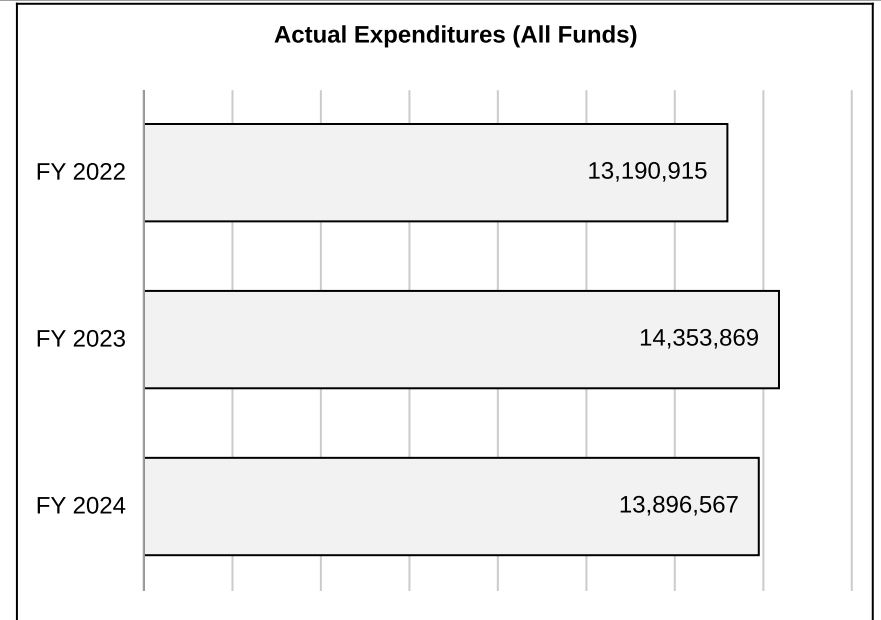 Actual Expenditures (All Funds)
FY 2022
13,190,915
FY 2023
14,353,869
FY 2024
13,896,567